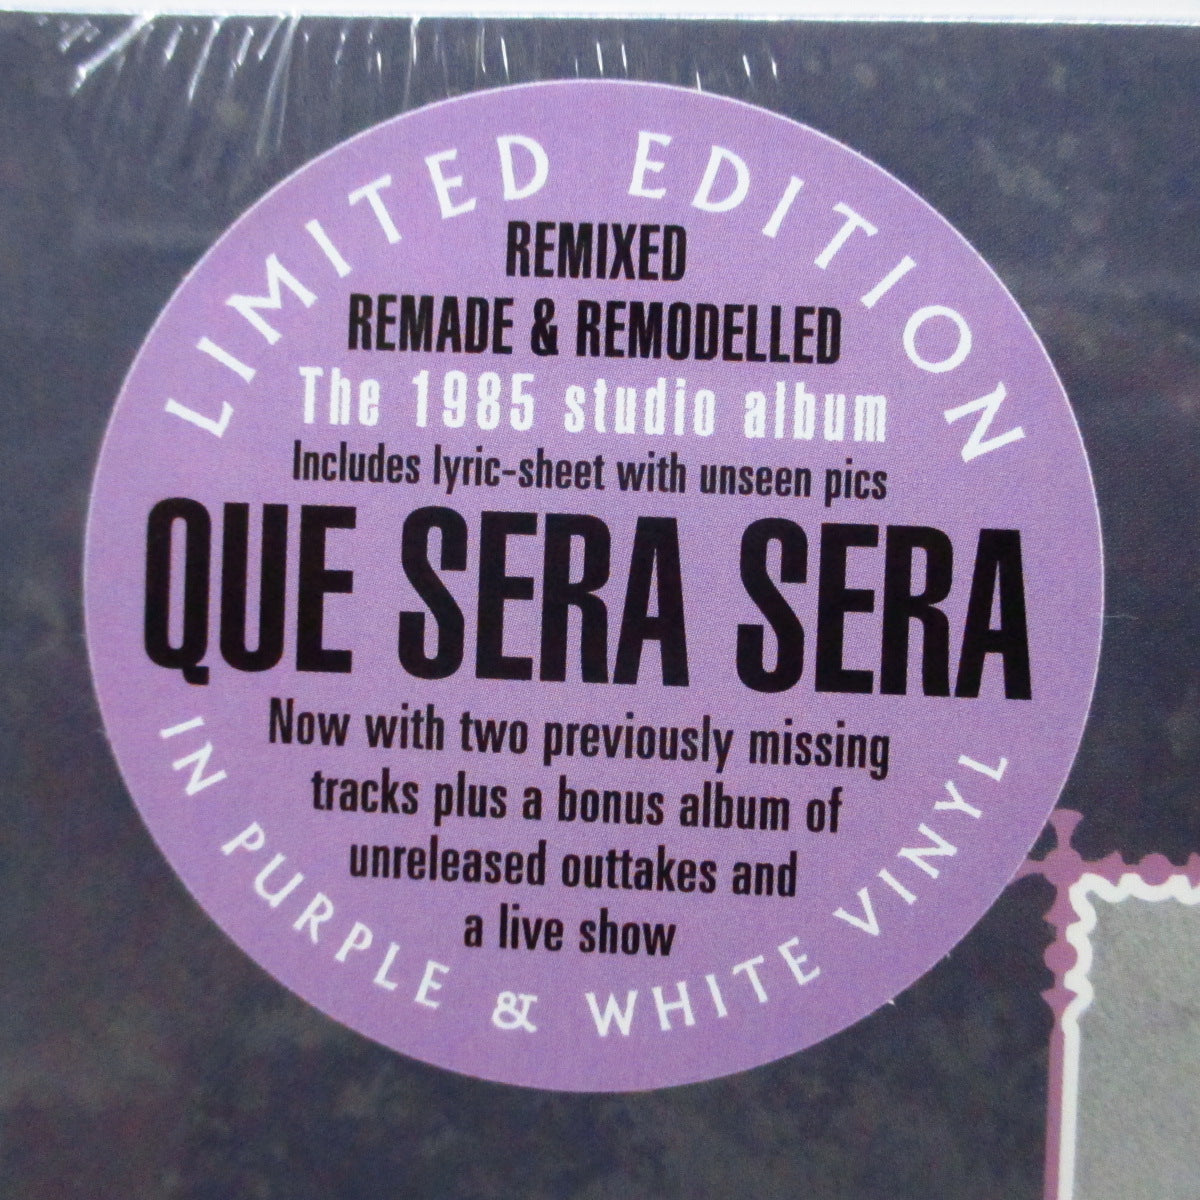 LIMITED EDITION
REMIXED
REMADE & REMODELLED
The 1985 studio album
Includes lyric-sheet with unseen pics
QUE SERA SERA
Now with two previously missing
tracks plus a bonus album of
unreleased outtakes and
a live show
IN PURPLE & WHITE VINYL